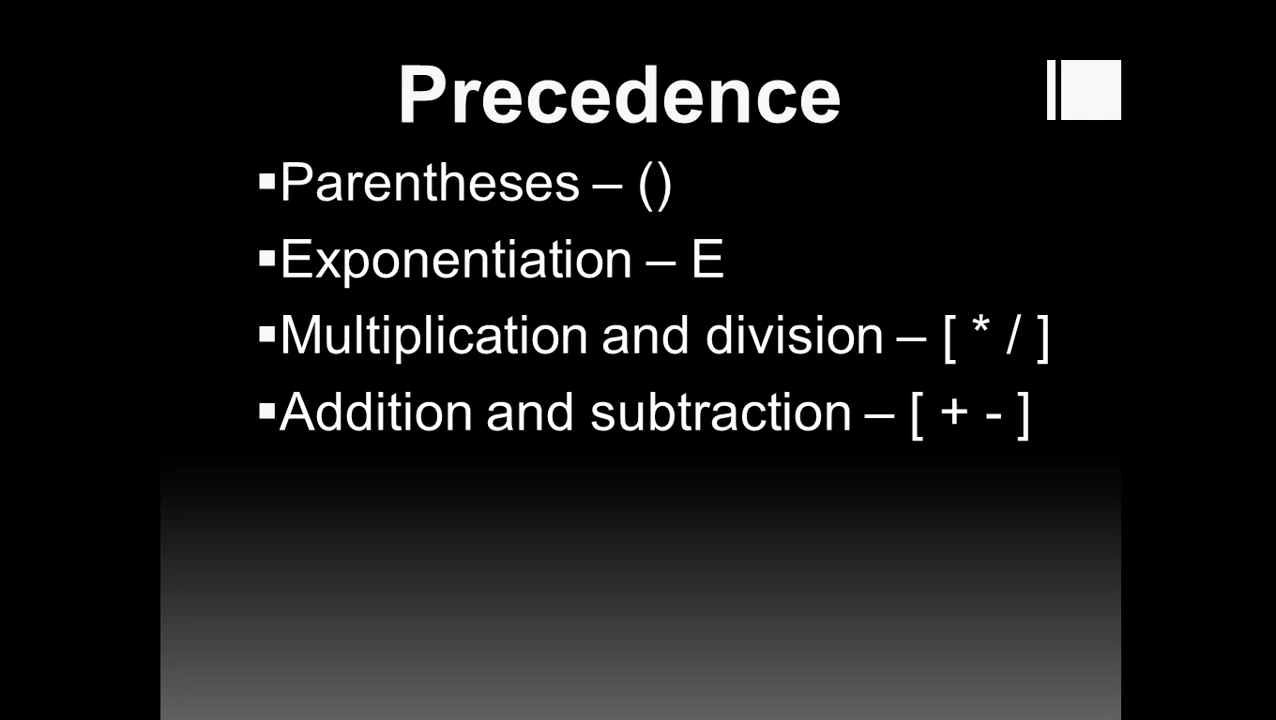 Precedence
▪Parentheses – ()
▪Exponentiation – E
▪Multiplication and division – [ * / ]
▪Addition and subtraction – [ + - ]